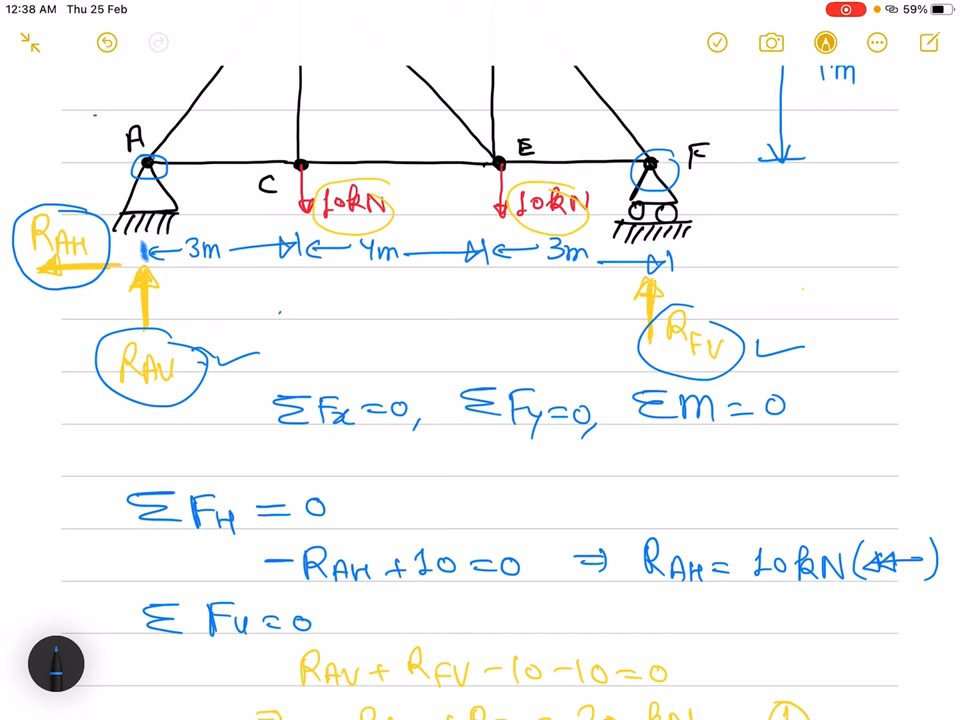 12:38 AM Thu 25 Feb
59%
1m
A
E
F
C
10kN
10kN
RAH
3m
4m
3m
RFV
RAV
ΣFx=0, ΣFy=0, Σm=0
ΣFH = 0
-RAH+10=0 ⇒ RAH=10kN(←)
ΣFV=0
RAV+RFV-10-10=0